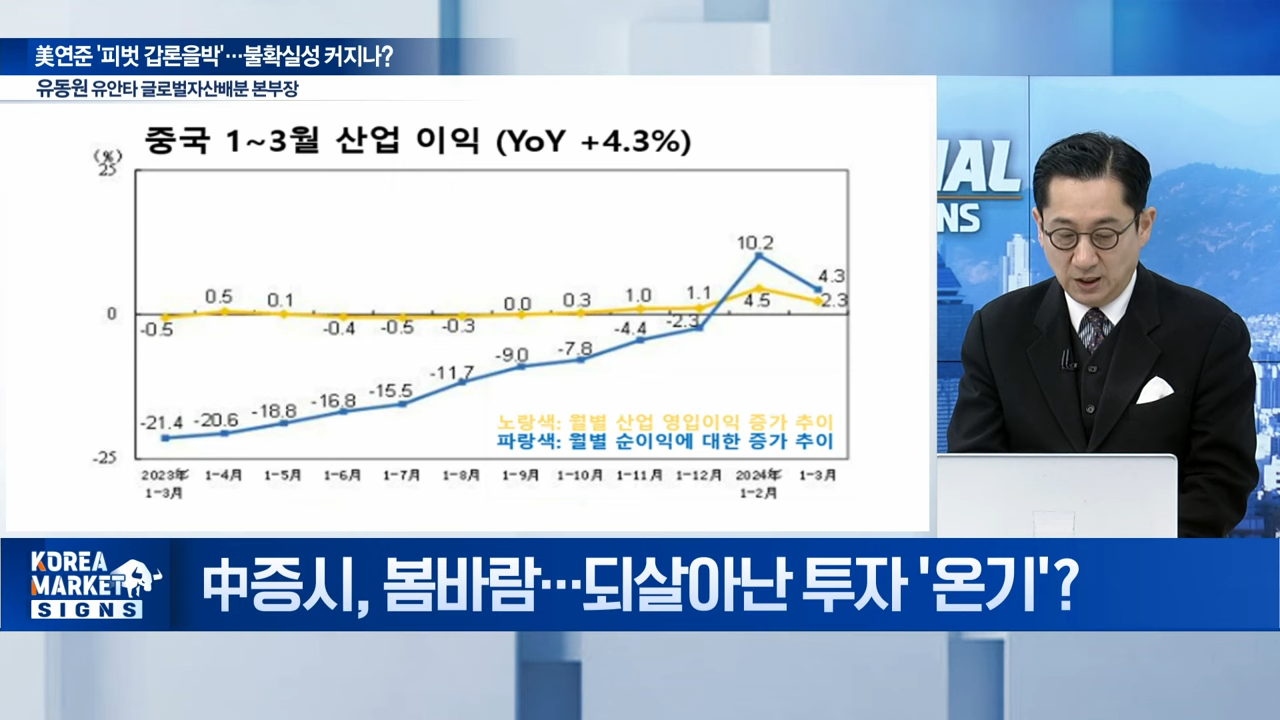 美연준 '피벗 갑론을박'…불확실성 커지나?
유동원 유안타 글로벌자산배분 본부장
중국 1~3월 산업 이익 (YoY +4.3%)
(%)
25
0
-25
10.2
4.3
0.5
0.1
0.0
0.3
1.0
1.1
4.5
2.3
-0.5
-0.4
-0.5
-0.3
-4.4
-2.3
-9.0
-7.8
-11.7
-15.5
-16.8
-18.8
-20.6
-21.4
노랑색: 월별 산업 영입이익 증가 추이
파랑색: 월별 순이익에 대한 증가 추이
2023年 1-4月 1-5月 1-6月 1-7月 1-8月 1-9月 1-10月 1-11月 1-12月 2024年 1-3月
1-3月 1-2月
NAL
NS
KOREA
MARKET
SIGNS
中증시, 봄바람…되살아난 투자 '온기'?